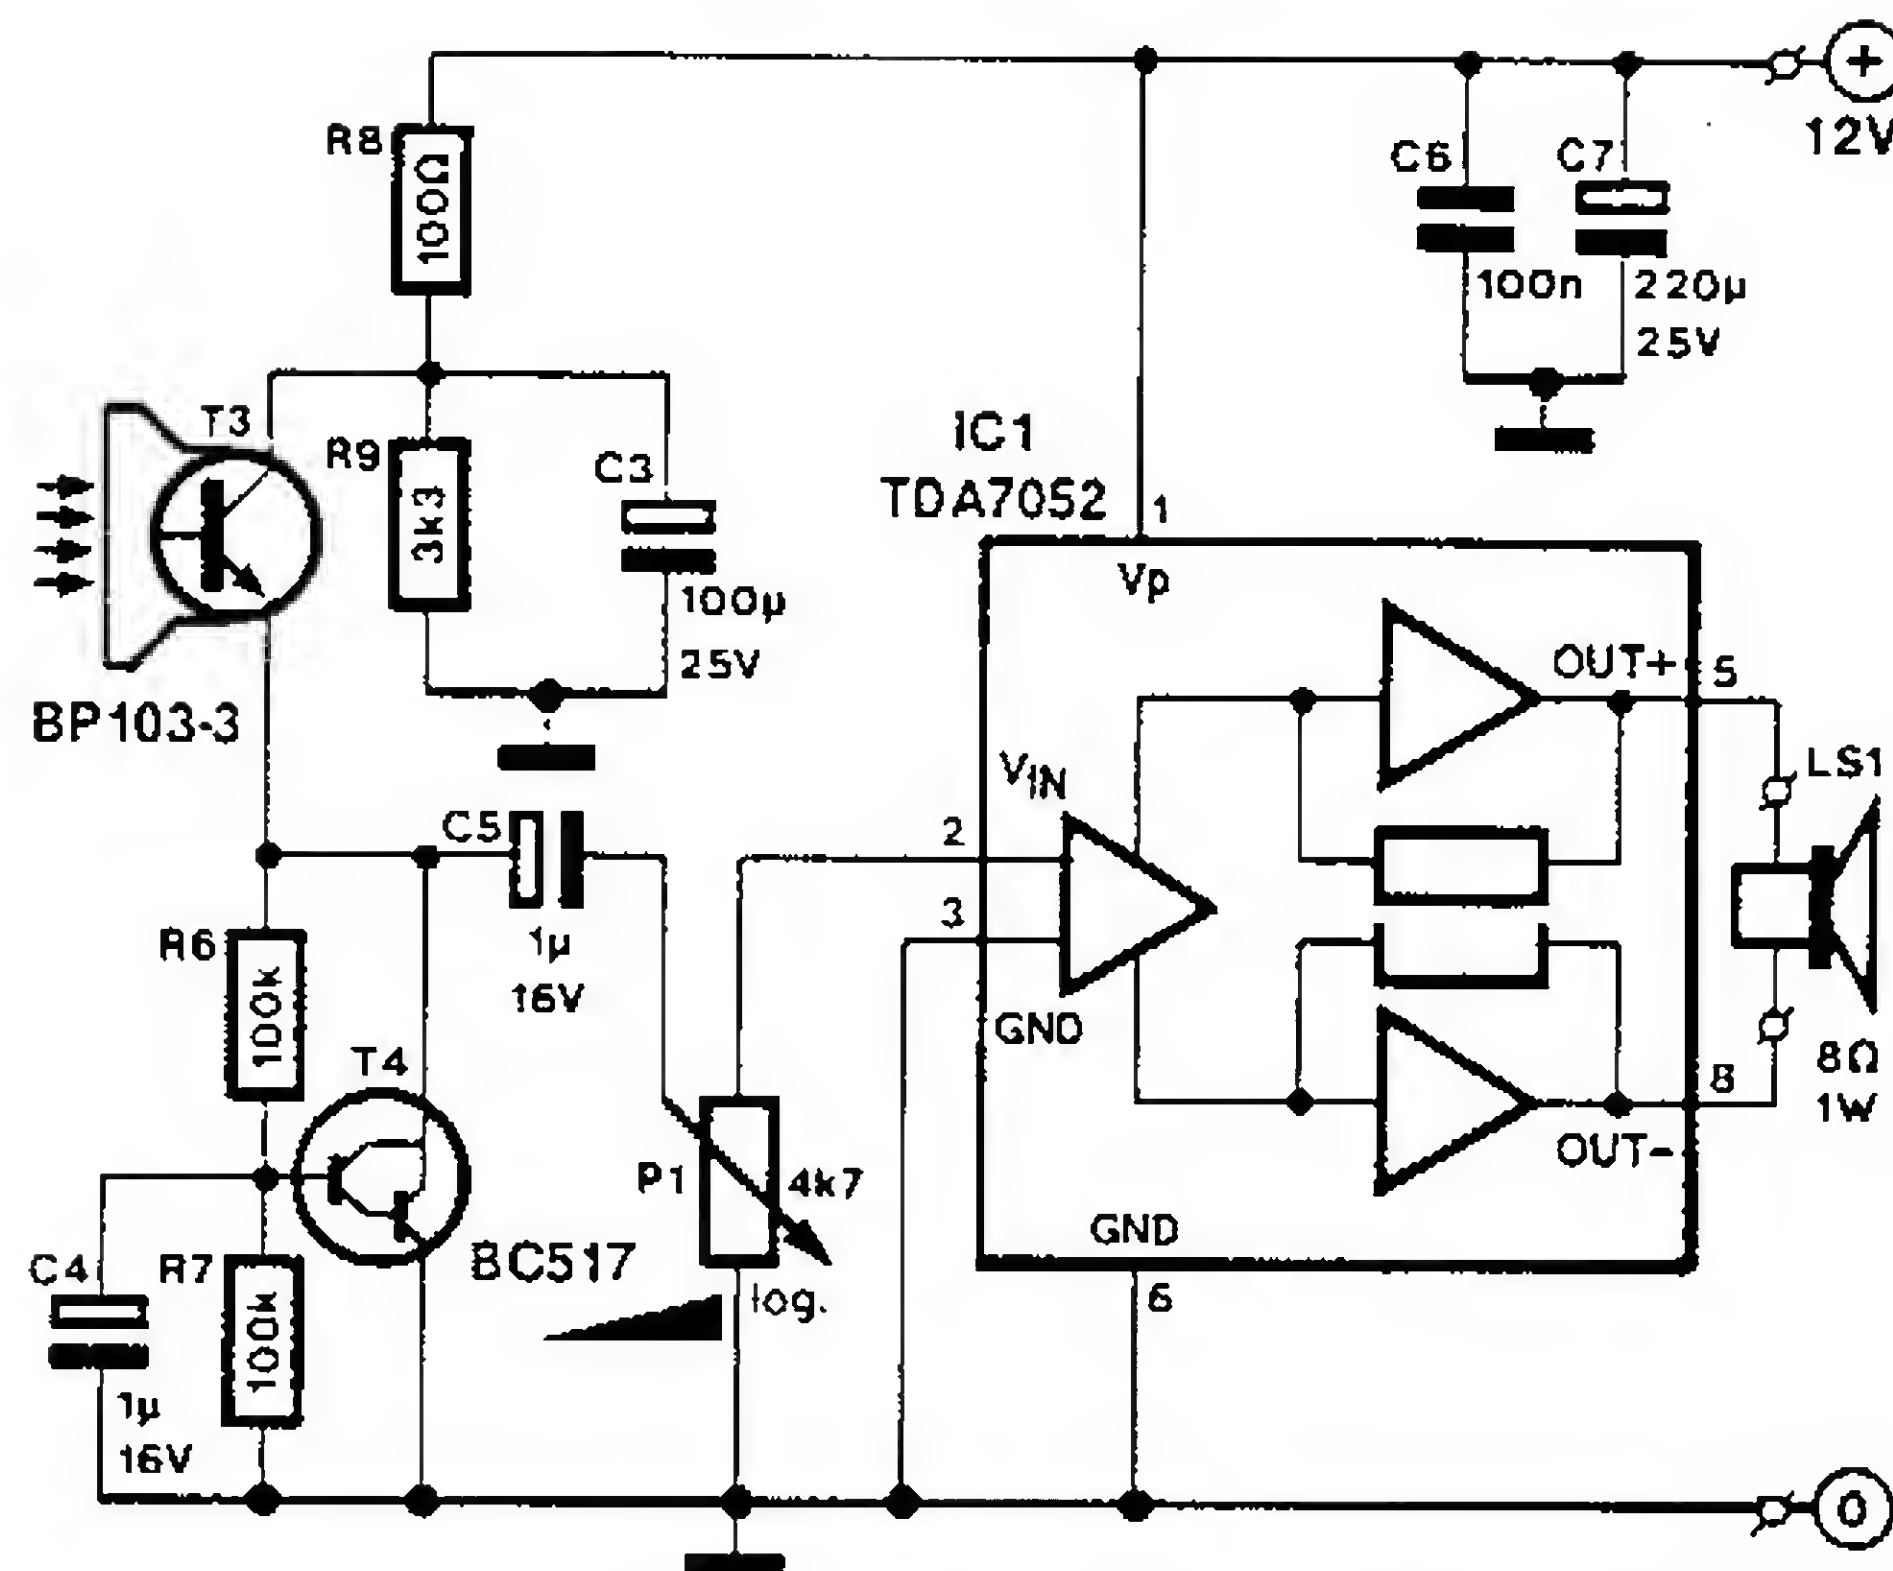 +
12V
R8
100Ω
C6
100n
C7
220µ
25V
T3
BP103-3
R9
3k3
C3
100µ
25V
IC1
TDA7052
1
Vp
OUT+
5
LS1
VIN
2
3
GND
C5
1µ
16V
R6
100k
T4
BC517
P1
4k7
log.
8
8Ω
1W
OUT-
GND
6
C4
1µ
16V
R7
100k
0